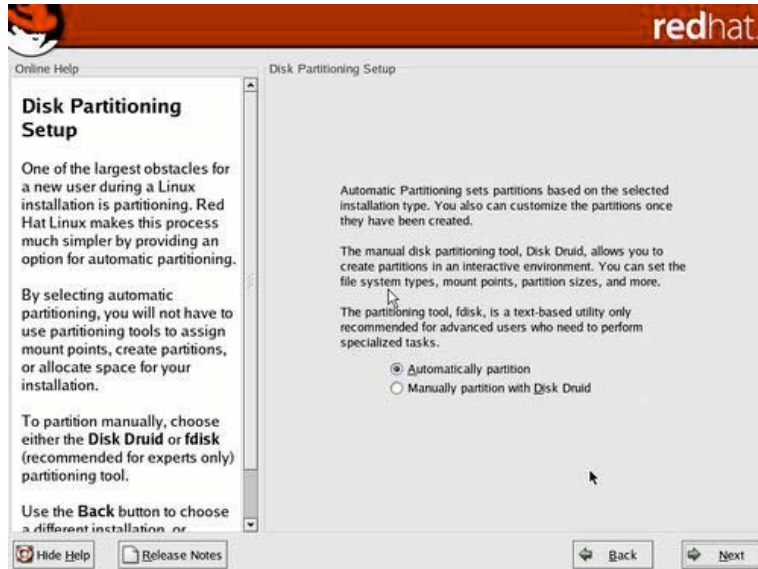 redhat.
Online Help
Disk Partitioning
Setup
One of the largest obstacles for
a new user during a Linux
installation is partitioning. Red
Hat Linux makes this process
much simpler by providing an
option for automatic partitioning.
By selecting automatic
partitioning, you will not have to
use partitioning tools to assign
mount points, create partitions,
or allocate space for your
installation.
To partition manually, choose
either the Disk Druid or fdisk
(recommended for experts only)
partitioning tool.
Use the Back button to choose
a different installation, or
Disk Partitioning Setup
Automatic Partitioning sets partitions based on the selected
installation type. You also can customize the partitions once
they have been created.
The manual disk partitioning tool, Disk Druid, allows you to
create partitions in an interactive environment. You can set the
file system types, mount points, partition sizes, and more.
The partitioning tool, fdisk, is a text-based utility only
recommended for advanced users who need to perform
specialized tasks.
Automatically partition
Manually partition with Disk Druid
Hide Help
Release Notes
Back
Next